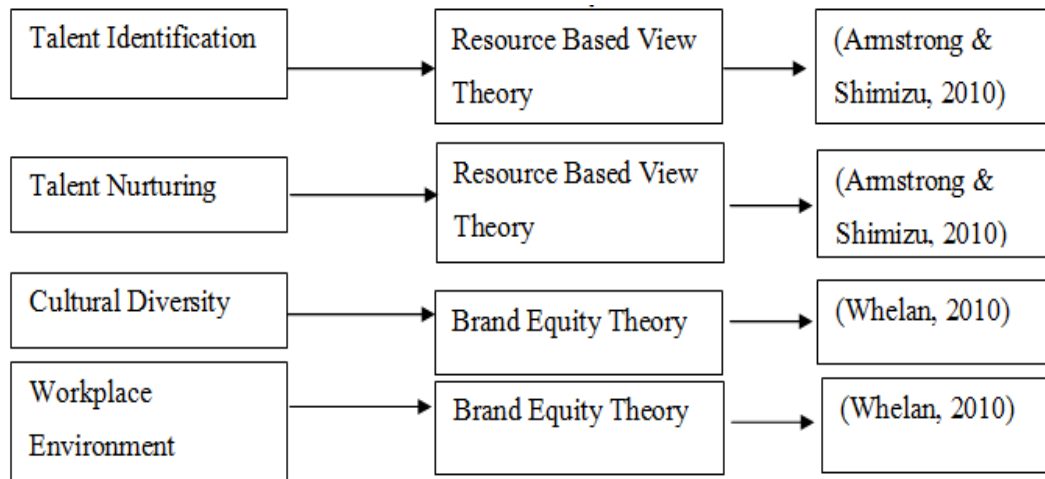 Talent Identification
Resource Based View
Theory
(Armstrong &
Shimizu, 2010)
Talent Nurturing
Resource Based View
Theory
(Armstrong &
Shimizu, 2010)
Cultural Diversity
Brand Equity Theory
(Whelan, 2010)
Workplace
Environment
Brand Equity Theory
(Whelan, 2010)